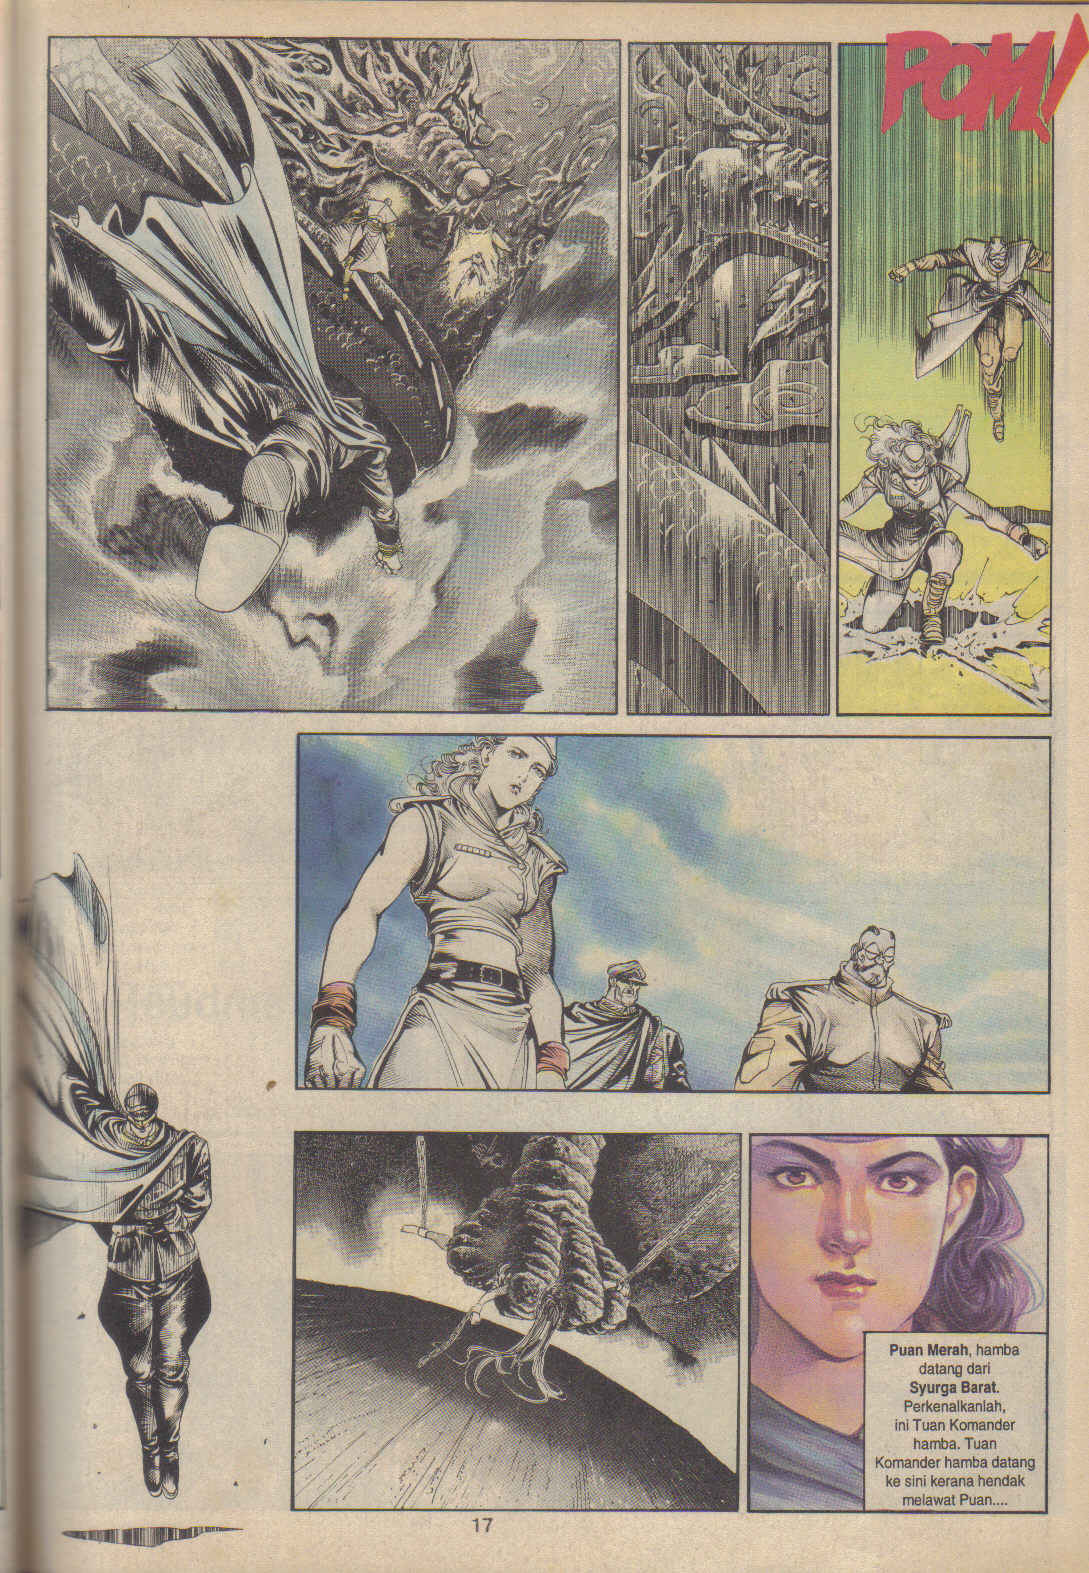 POM!
Puan Merah, hamba
datang dari
Syurga Barat.
Perkenalkanlah,
ini Tuan Komander
hamba. Tuan
Komander hamba datang
ke sini kerana hendak
melawat Puan....
17